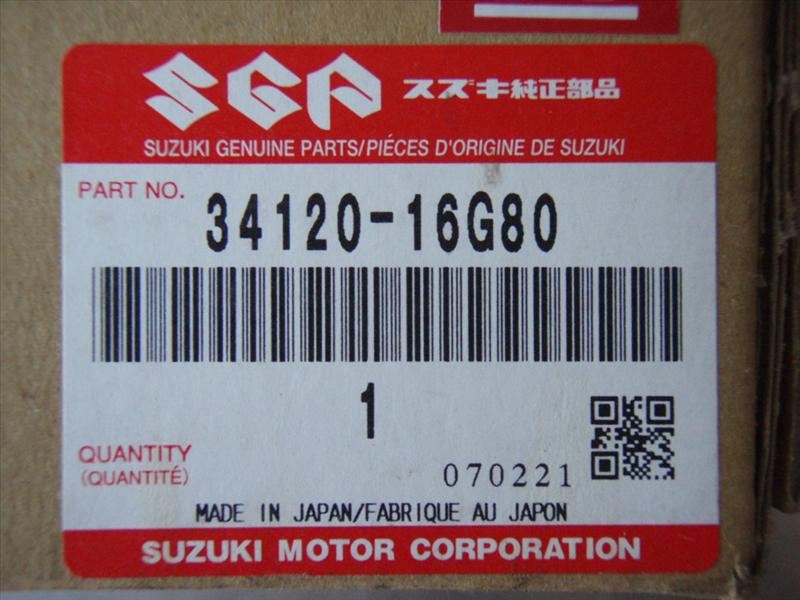 SGP スズキ純正部品
SUZUKI GENUINE PARTS/PIÉCES D'ORIGINE DE SUZUKI
PART NO. 34120-16G80
1
QUANTITY
(QUANTITÉ)
070221
MADE IN JAPAN/FABRIQUE AU JAPON
SUZUKI MOTOR CORPORATION